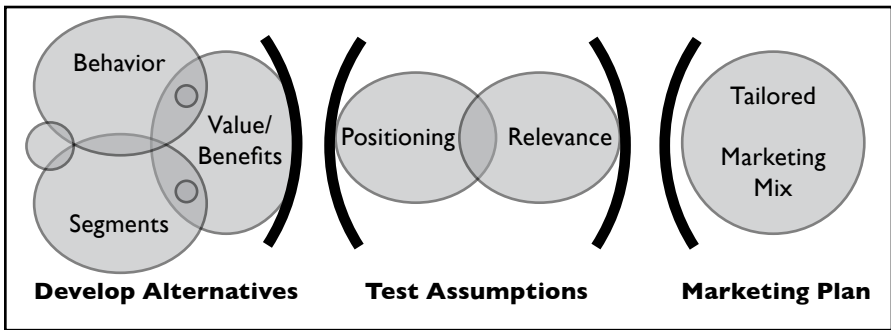 Behavior
Value/
Benefits
Segments
Develop Alternatives
Positioning
Relevance
Test Assumptions
Tailored
Marketing
Mix
Marketing Plan